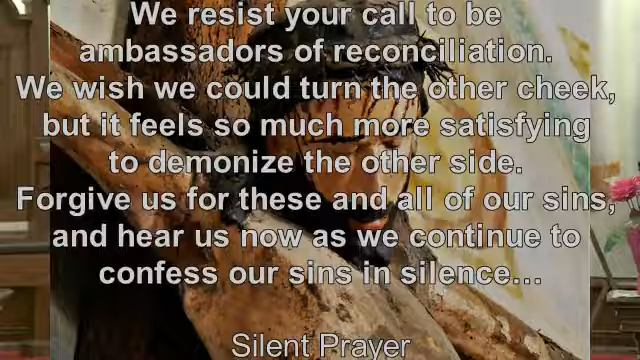 We resist your call to be
ambassadors of reconciliation.
We wish we could turn the other cheek,
but it feels so much more satisfying
to demonize the other side.
Forgive us for these and all of our sins,
and hear us now as we continue to
confess our sins in silence...
Silent Prayer